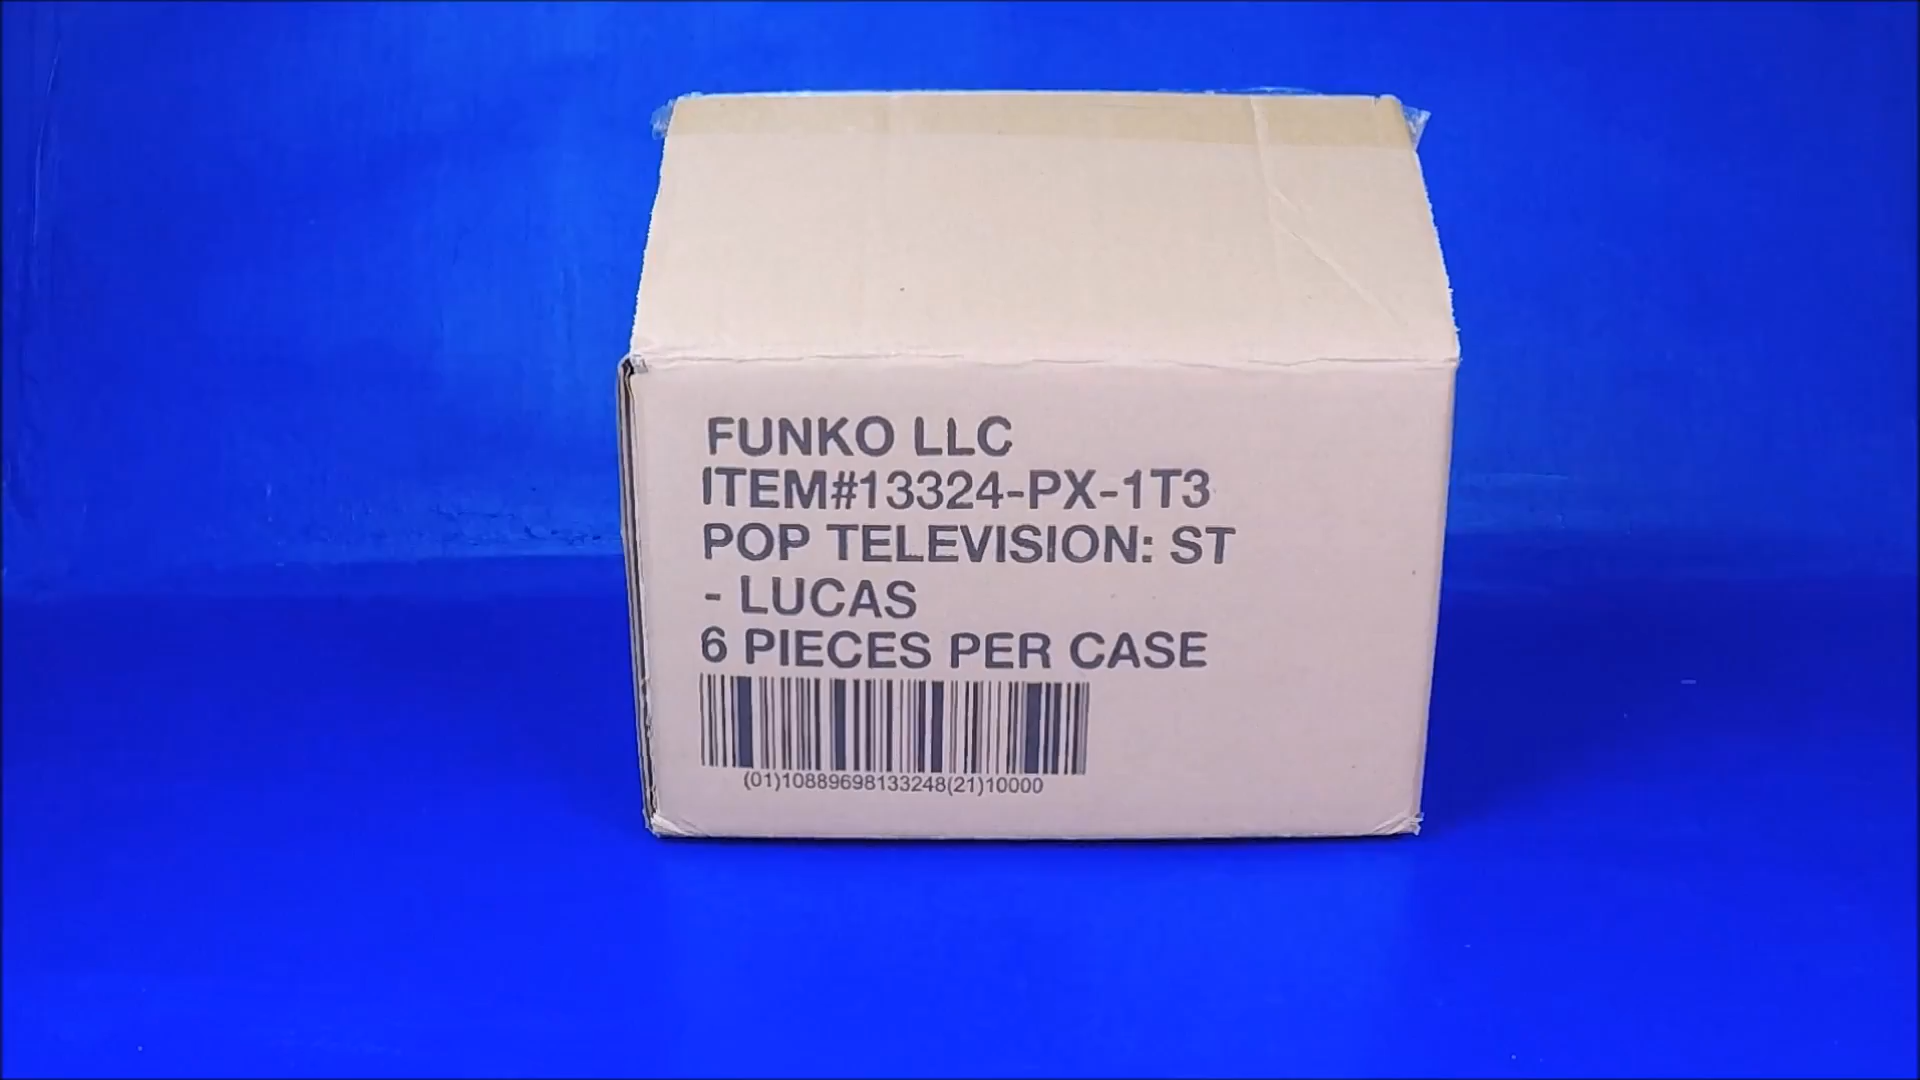 FUNKO LLC
ITEM#13324-PX-1T3
POP TELEVISION: ST
- LUCAS
6 PIECES PER CASE
(01)10889698133248(21)10000